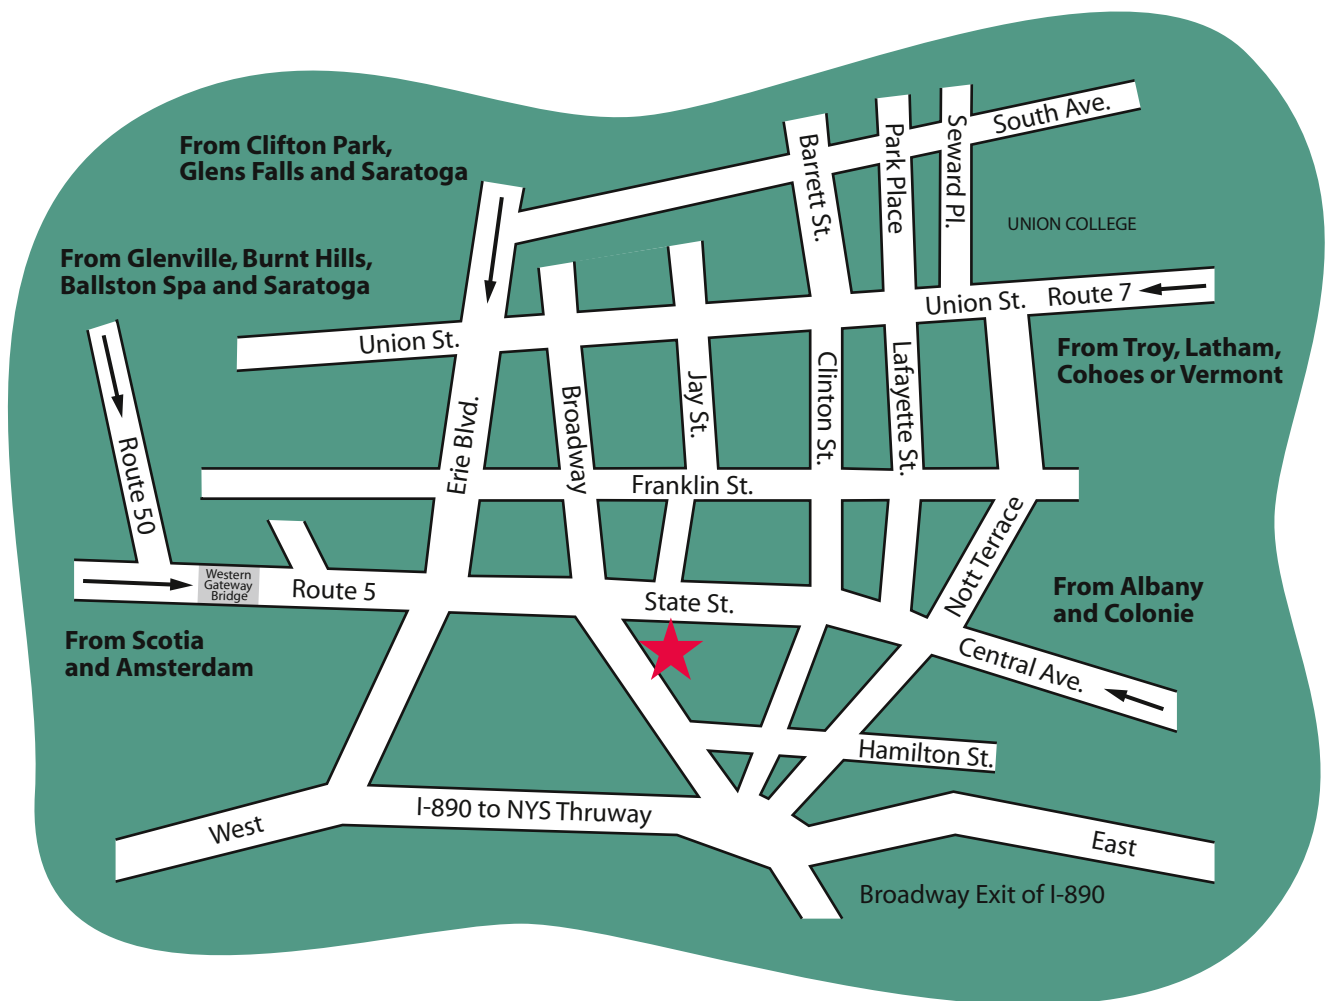 South Ave.
Seward Pl.
Park Place
Barrett St.
From Clifton Park,
Glens Falls and Saratoga
UNION COLLEGE
From Glenville, Burnt Hills,
Ballston Spa and Saratoga
Union St.
Route 7
Union St.
From Troy, Latham,
Cohoes or Vermont
Erie Blvd.
Broadway
Jay St.
Clinton St.
Lafayette St.
Route 50
Franklin St.
Nott Terrace
Western
Gateway
Bridge
Route 5
State St.
From Albany
and Colonie
From Scotia
and Amsterdam
Central Ave.
Hamilton St.
I-890 to NYS Thruway
West
East
Broadway Exit of I-890